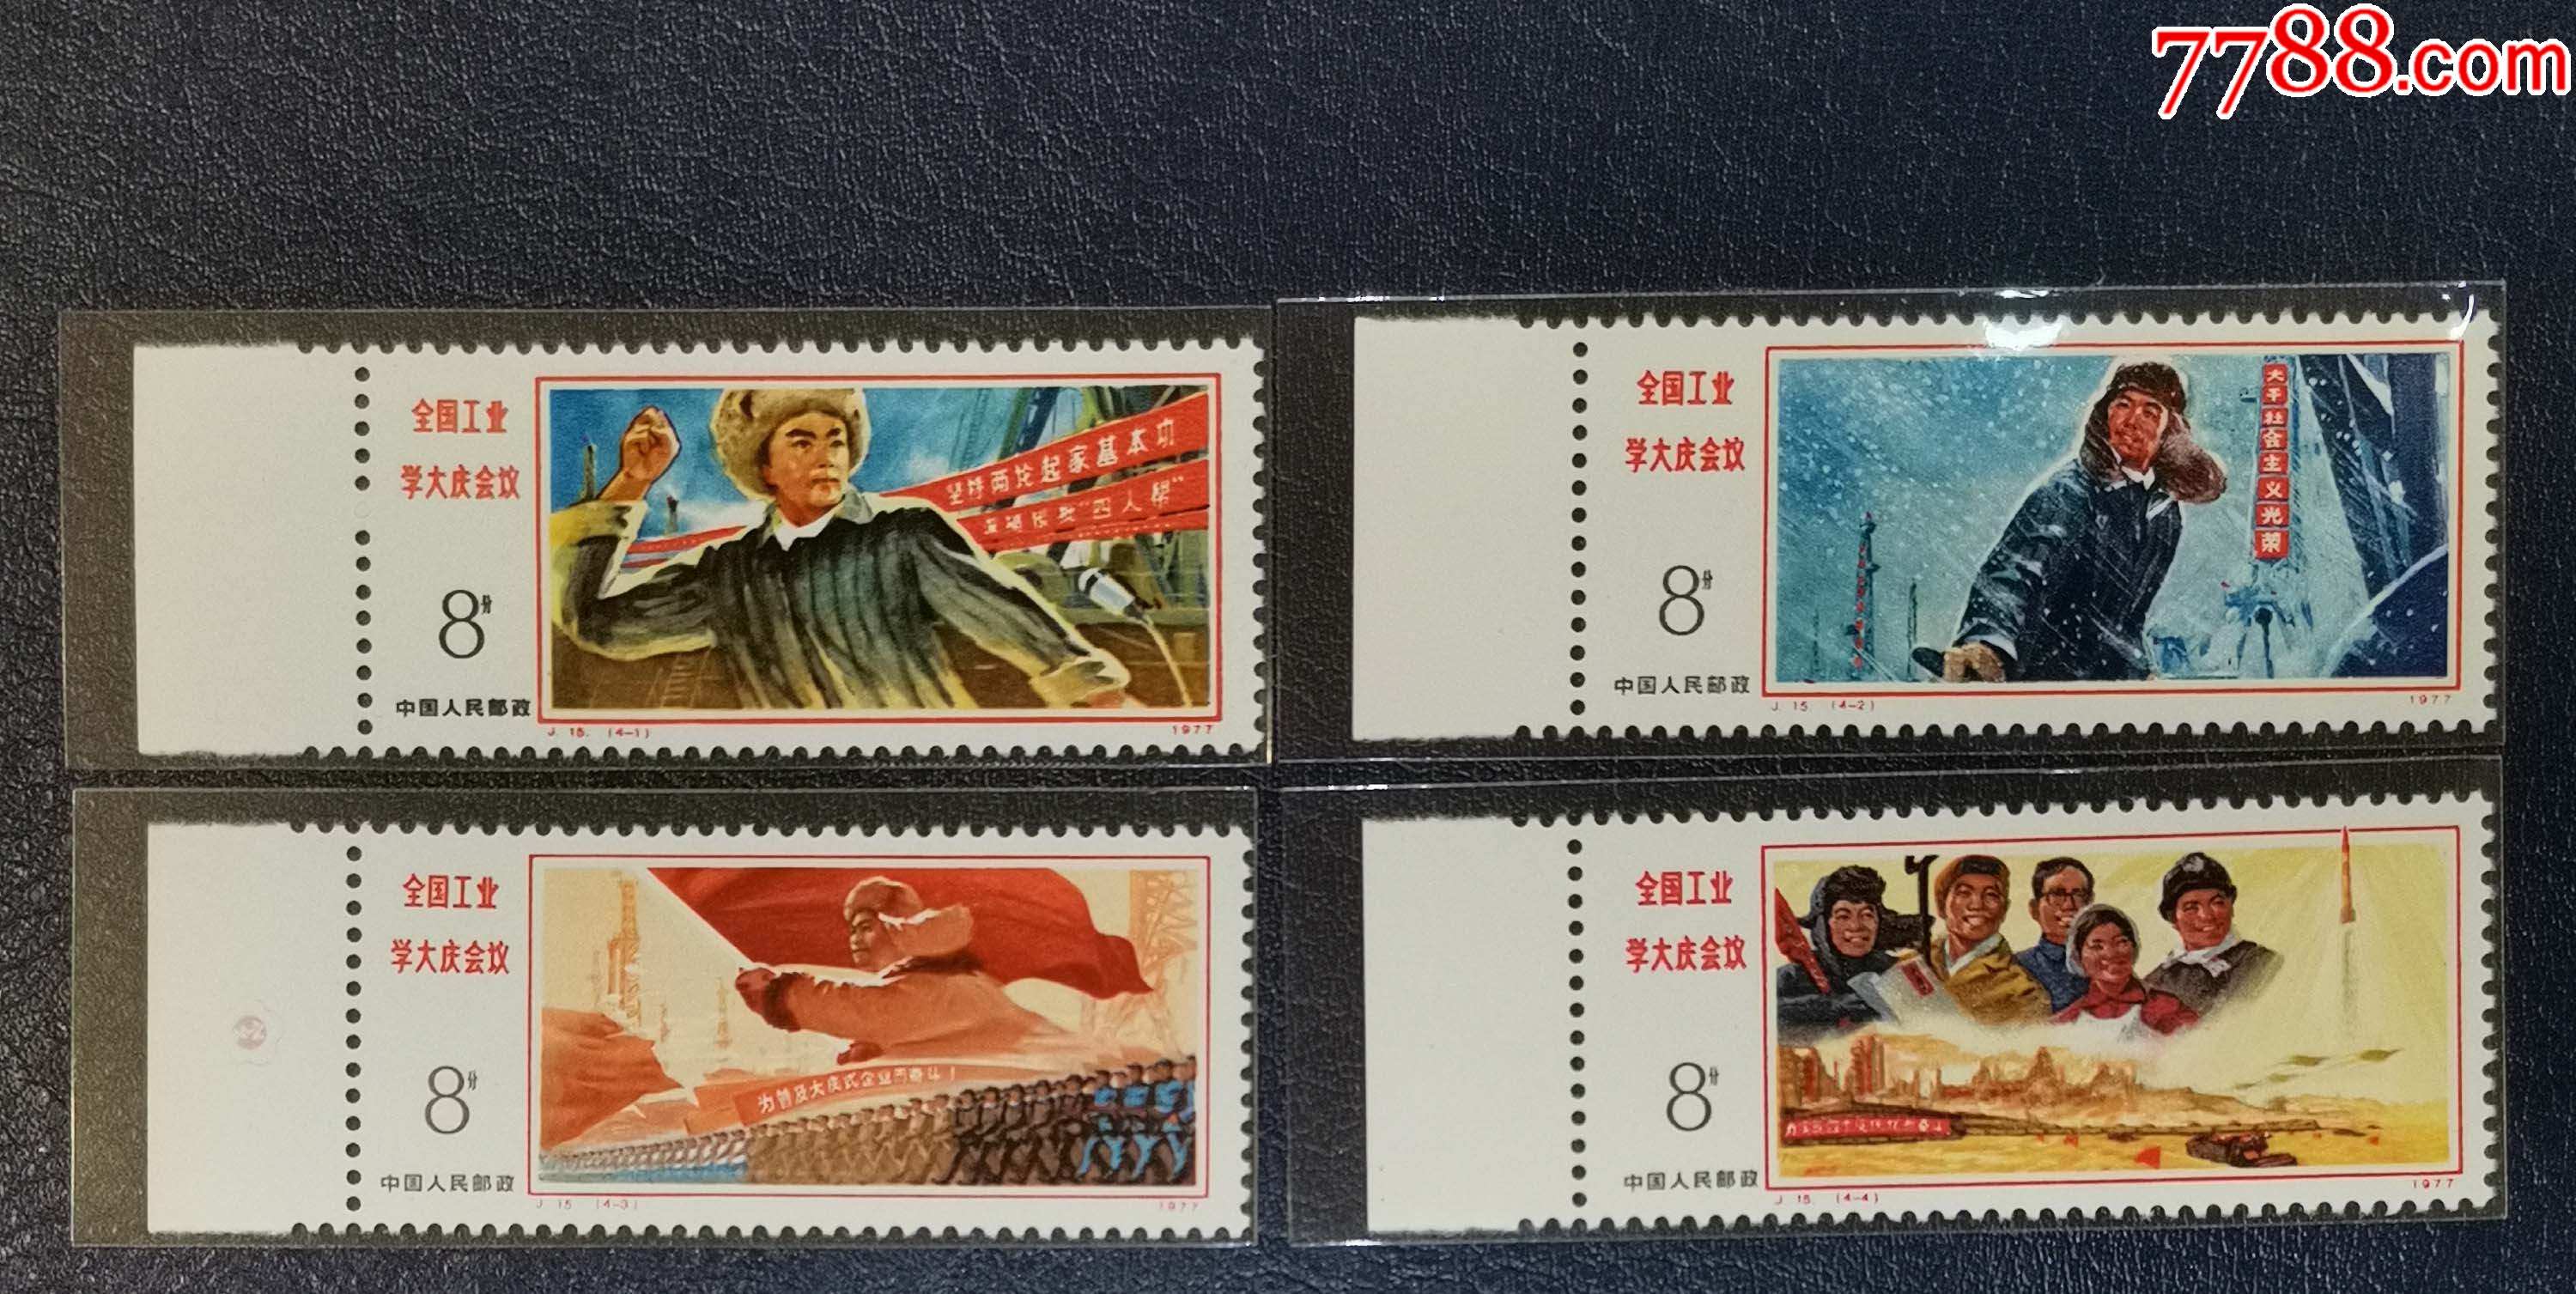 7788.com
全国工业
学大庆会议
8分
中国人民邮政
坚持两论起家基本功
"四人帮"
J. 15. (4-1)
1977
全国工业
学大庆会议
8分
中国人民邮政
大干社会主义光荣
J. 15. (4-2)
1977
全国工业
学大庆会议
8分
中国人民邮政
为普及大庆式企业而奋斗!
J. 15. (4-3)
1977
全国工业
学大庆会议
8分
中国人民邮政
J. 15. (4-4)
1977